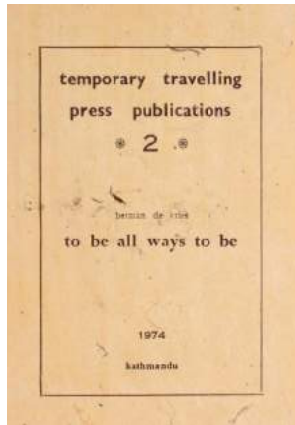 temporary travelling
press publications
* 2 *
herman de vries
to be all ways to be
1974
kathmandu